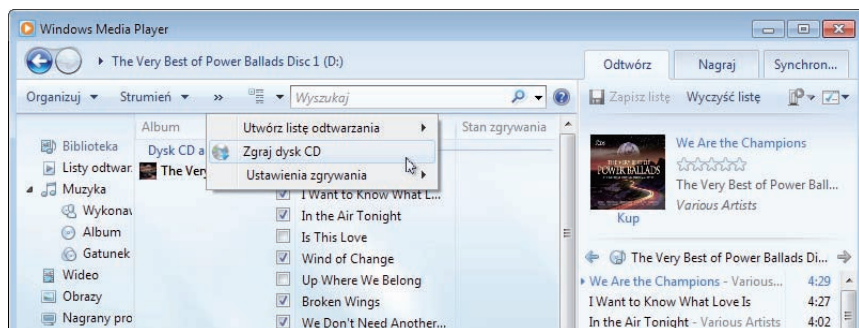 Windows Media Player
The Very Best of Power Ballads Disc 1 (D:)
Odtwórz Nagraj Synchron...
Organizuj Strumień » Wyszukaj
Zapisz listę Wyczyść listę
Album Stan zgrywania
Utwórz listę odtwarzania
Zgraj dysk CD
Ustawienia zgrywania
Biblioteka
Listy odtwar
Muzyka
Wykonaw
Album
Gatunek
Wideo
Obrazy
Nagrany pro
Dysk CD a
The Very
I Want to Know What L...
In the Air Tonight
Is This Love
Wind of Change
Up Where We Belong
Broken Wings
We Don't Need Another...
POWER BALLADS
Kup
We Are the Champions
The Very Best of Power Ball...
Various Artists
The Very Best of Power Ballads Di...
We Are the Champions - Various... 4:29
I Want to Know What Love Is 4:27
In the Air Tonight - Various Artists 4:02